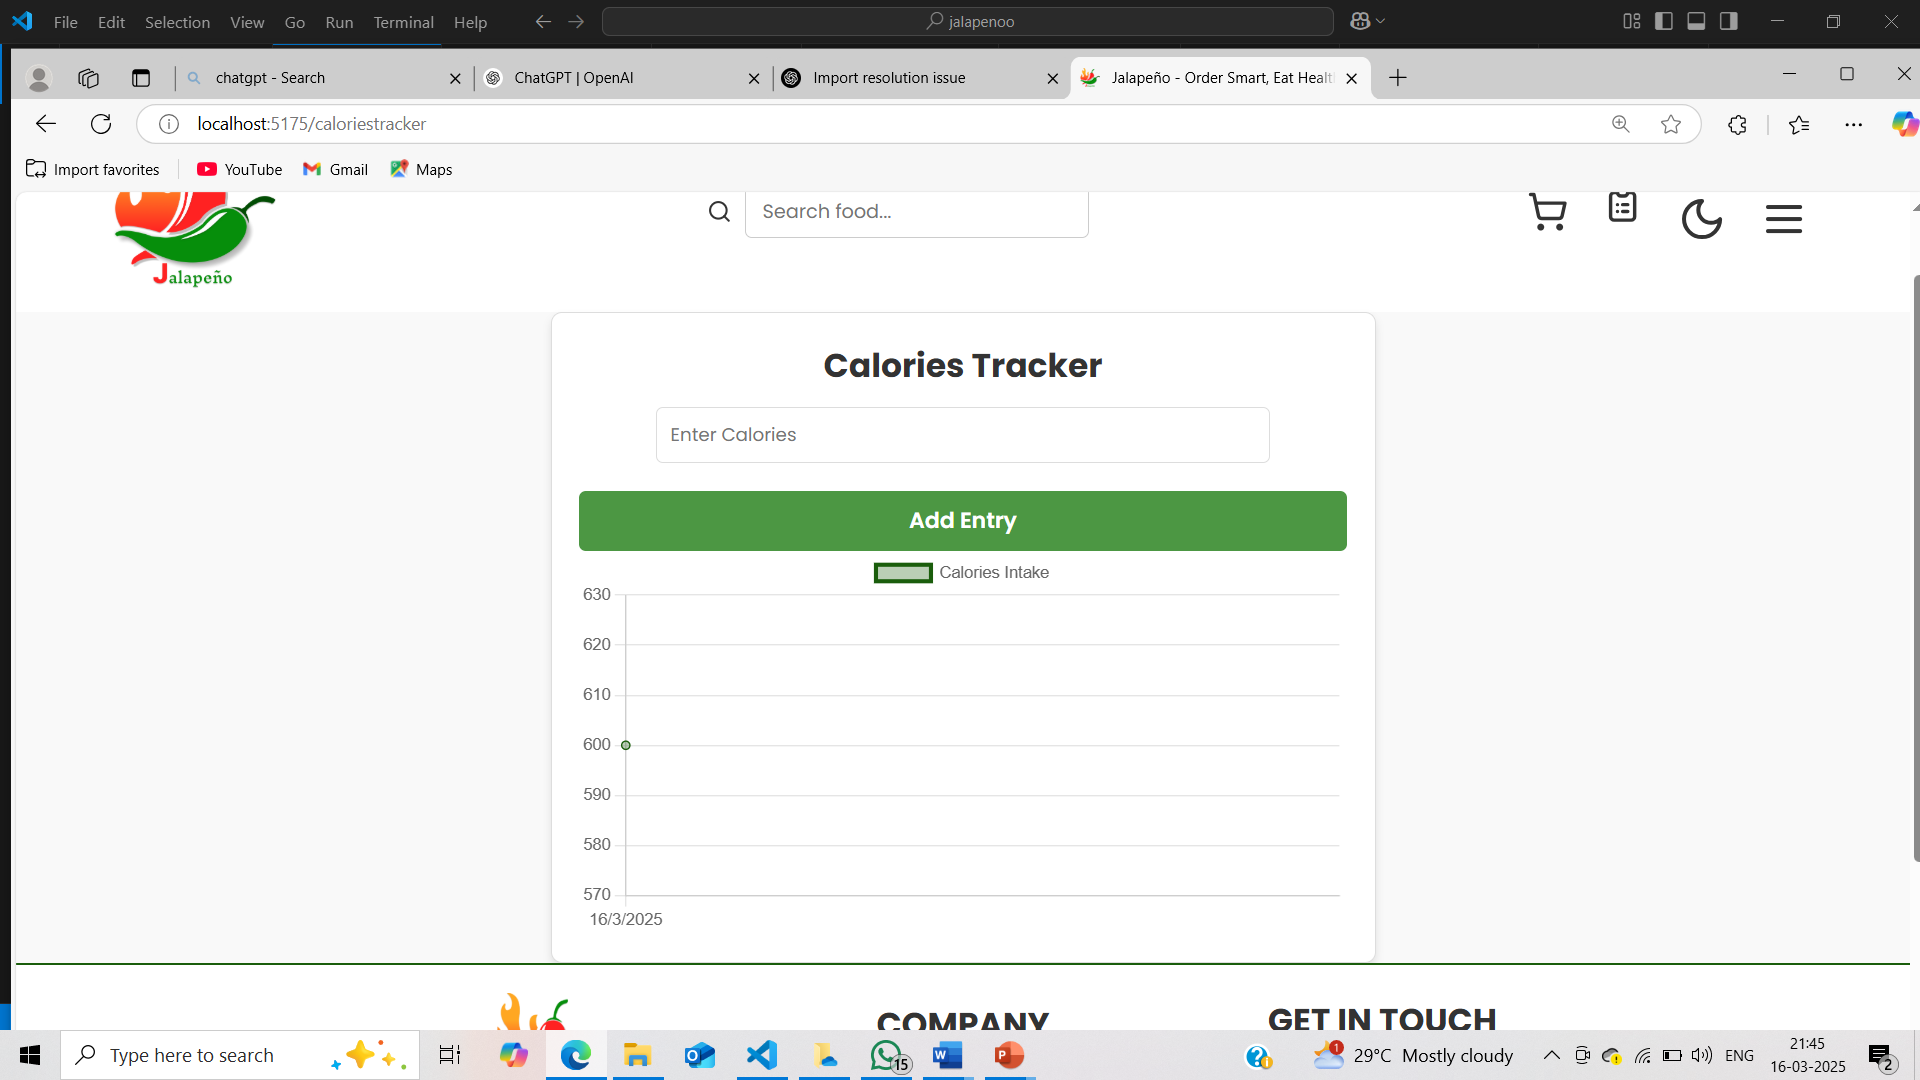 File Edit Selection View Go Run Terminal Help
jalapenoo
chatgpt - Search
ChatGPT | OpenAI
Import resolution issue
Jalapeño - Order Smart, Eat Healt
localhost:5175/caloriestracker
Import favorites
YouTube
Gmail
Maps
Jalapeño
Search food...
Calories Tracker
Enter Calories
Add Entry
Calories Intake
630
620
610
600
590
580
570
16/3/2025
COMPANY
GET IN TOUCH
Type here to search
15
1
29°C Mostly cloudy
ENG
21:45
16-03-2025
2